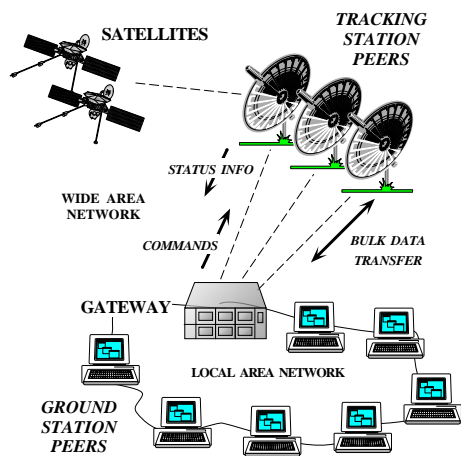 SATELLITES
TRACKING
STATION
PEERS
STATUS INFO
WIDE AREA
NETWORK
COMMANDS
BULK DATA
TRANSFER
GATEWAY
LOCAL AREA NETWORK
GROUND
STATION
PEERS